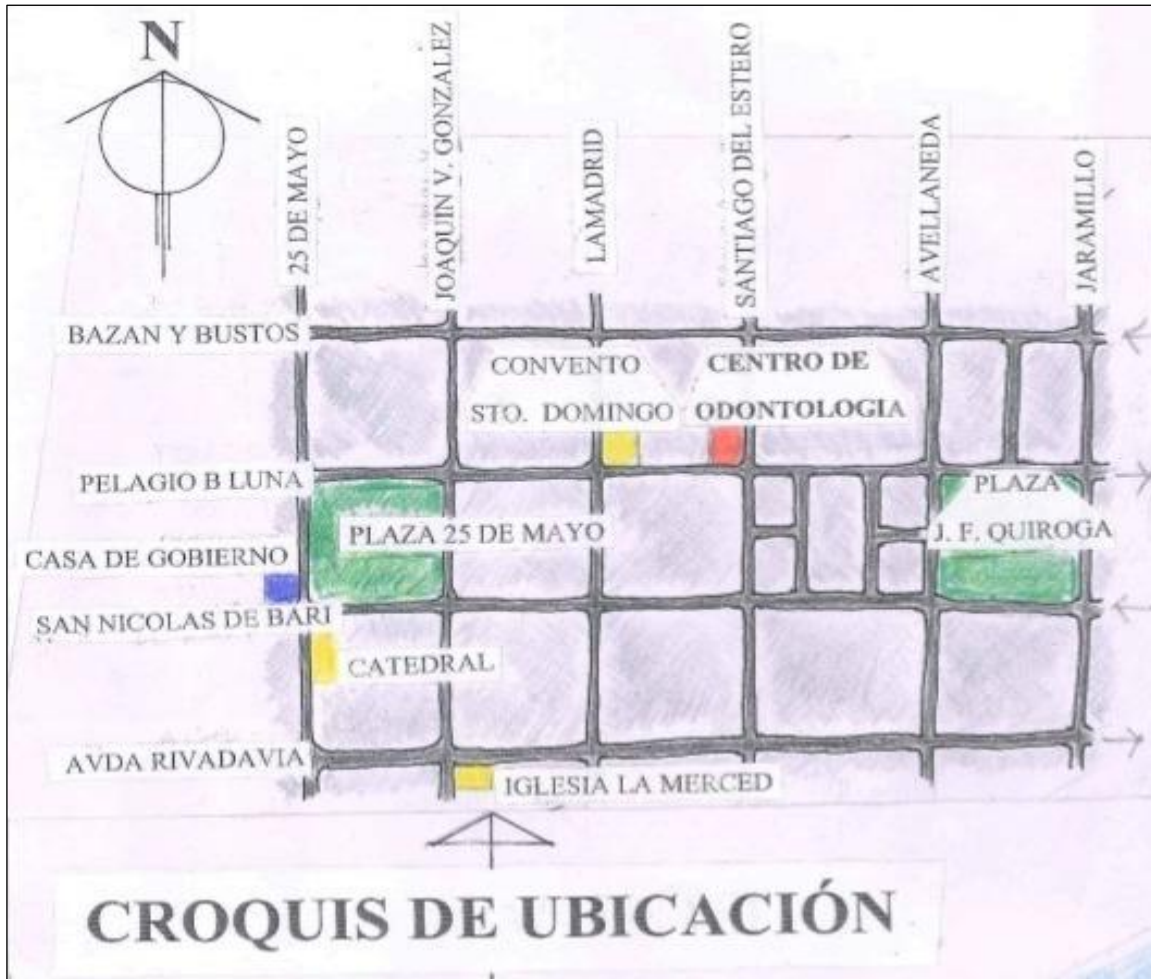 N
25 DE MAYO
JOAQUIN V. GONZALEZ
LAMADRID
SANTIAGO DEL ESTERO
AVELLANEDA
JARAMILLO
BAZAN Y BUSTOS
CONVENTO
STO. DOMINGO
CENTRO DE
ODONTOLOGIA
PELAGIO B LUNA
PLAZA 25 DE MAYO
PLAZA
J. F. QUIROGA
CASA DE GOBIERNO
SAN NICOLAS DE BARI
CATEDRAL
AVDA RIVADAVIA
IGLESIA LA MERCED
CROQUIS DE UBICACIÓN